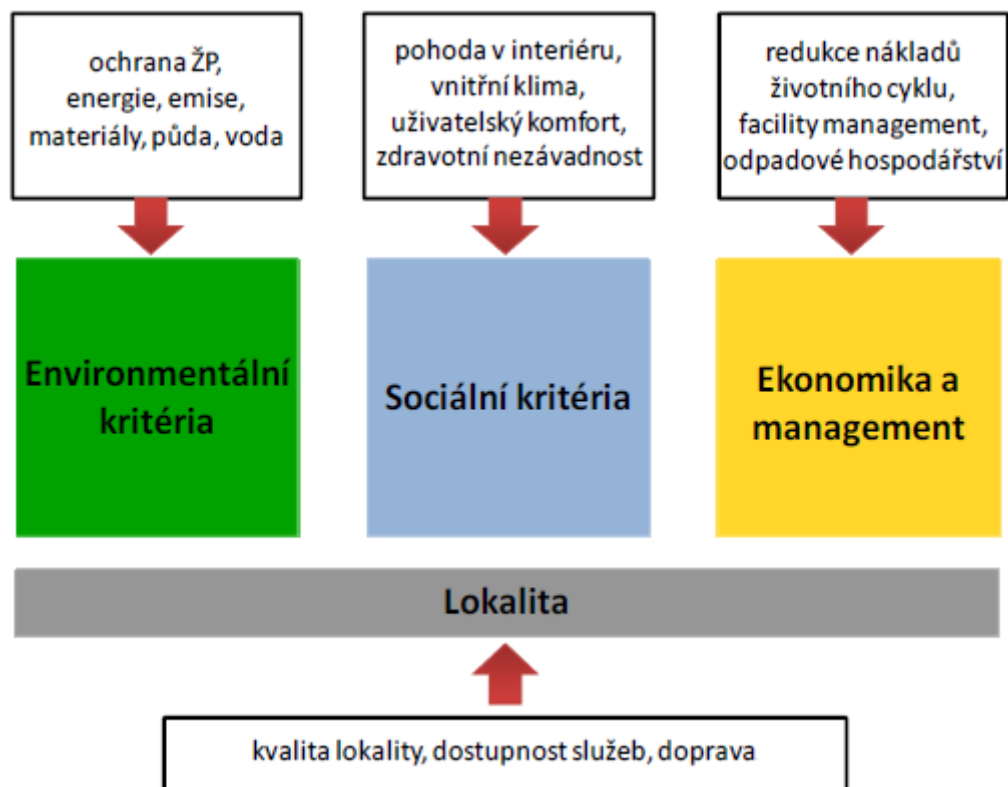 ochrana ŽP,
energie, emise,
materiály, půda, voda
pohoda v interiéru,
vnitřní klima,
uživatelský komfort,
zdravotní nezávadnost
redukce nákladů
životního cyklu,
facility management,
odpadové hospodářství
Environmentální
kritéria
Sociální kritéria
Ekonomika a
management
Lokalita
kvalita lokality, dostupnost služeb, doprava